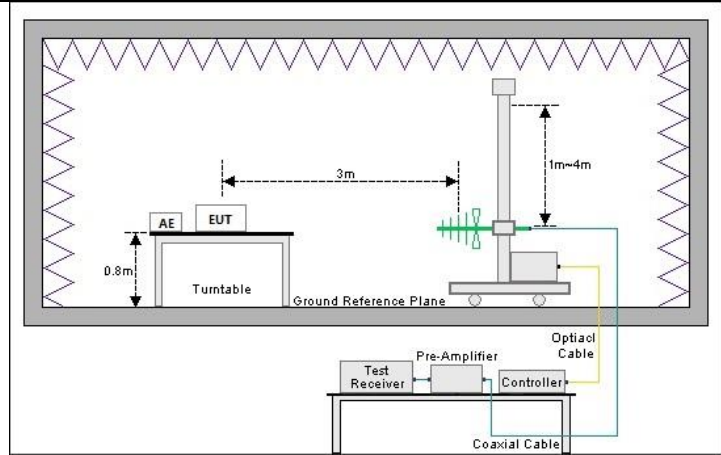 3m
1m~4m
AE
EUT
0.8m
Turntable
Ground Reference Plane
Optiacl
Cable
Pre-Amplifier
Test
Receiver
Controller
Coaxial Cable